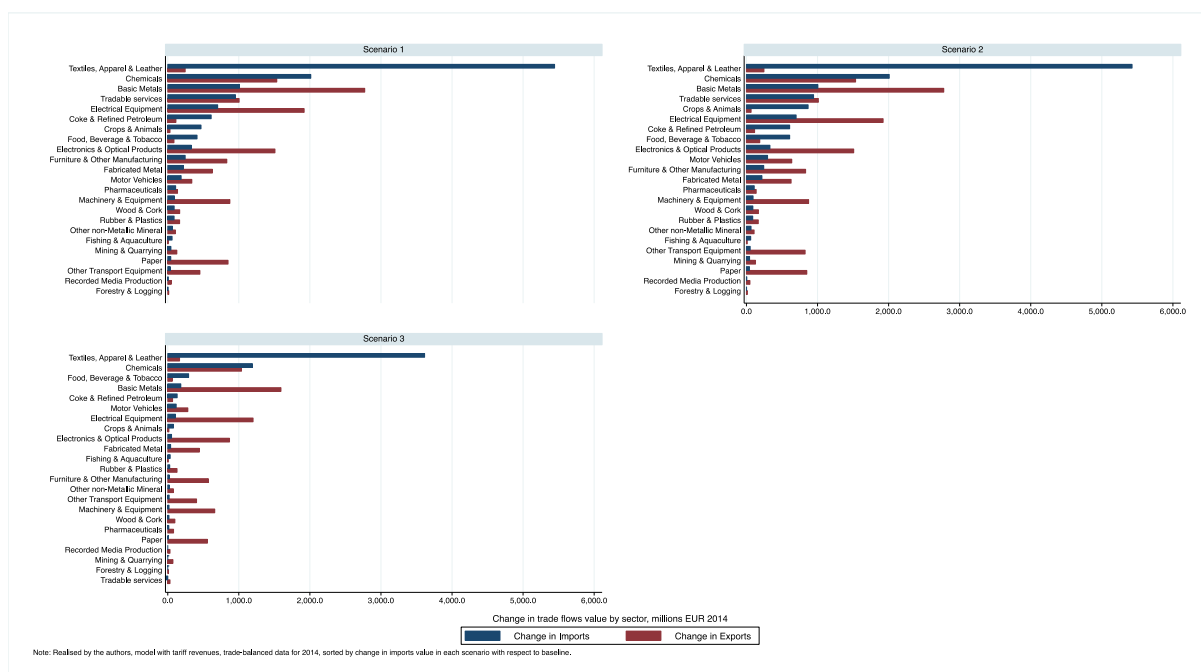 Scenario 1
Textiles, Apparel & Leather
Chemicals
Basic Metals
Tradable services
Electrical Equipment
Coke & Refined Petroleum
Crops & Animals
Food, Beverage & Tobacco
Electronics & Optical Products
Furniture & Other Manufacturing
Fabricated Metal
Motor Vehicles
Pharmaceuticals
Machinery & Equipment
Wood & Cork
Rubber & Plastics
Other non-Metallic Mineral
Fishing & Aquaculture
Mining & Quarrying
Paper
Other Transport Equipment
Recorded Media Production
Forestry & Logging
Scenario 2
Textiles, Apparel & Leather
Chemicals
Basic Metals
Tradable services
Crops & Animals
Electrical Equipment
Coke & Refined Petroleum
Food, Beverage & Tobacco
Electronics & Optical Products
Motor Vehicles
Furniture & Other Manufacturing
Fabricated Metal
Pharmaceuticals
Machinery & Equipment
Wood & Cork
Rubber & Plastics
Other non-Metallic Mineral
Fishing & Aquaculture
Other Transport Equipment
Mining & Quarrying
Paper
Recorded Media Production
Forestry & Logging
0.0 1,000.0 2,000.0 3,000.0 4,000.0 5,000.0 6,000.0
Scenario 3
Textiles, Apparel & Leather
Chemicals
Food, Beverage & Tobacco
Basic Metals
Coke & Refined Petroleum
Motor Vehicles
Electrical Equipment
Crops & Animals
Electronics & Optical Products
Fabricated Metal
Fishing & Aquaculture
Rubber & Plastics
Furniture & Other Manufacturing
Other non-Metallic Mineral
Other Transport Equipment
Machinery & Equipment
Wood & Cork
Pharmaceuticals
Paper
Recorded Media Production
Mining & Quarrying
Forestry & Logging
Tradable services
0.0 1,000.0 2,000.0 3,000.0 4,000.0 5,000.0 6,000.0
Change in trade flows value by sector, millions EUR 2014
Change in Imports Change in Exports
Note: Realised by the authors, model with tariff revenues, trade-balanced data for 2014, sorted by change in imports value in each scenario with respect to baseline.